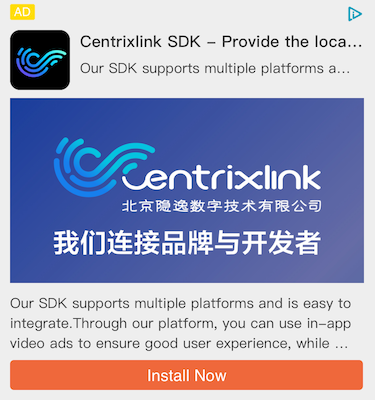 AD
Centrixlink SDK – Provide the loca...
Our SDK supports multiple platforms a...
Centrixlink
北京隐逸数字技术有限公司
我们连接品牌与开发者
Our SDK supports multiple platforms and is easy to
integrate.Through our platform, you can use in-app
video ads to ensure good user experience, while ...
Install Now